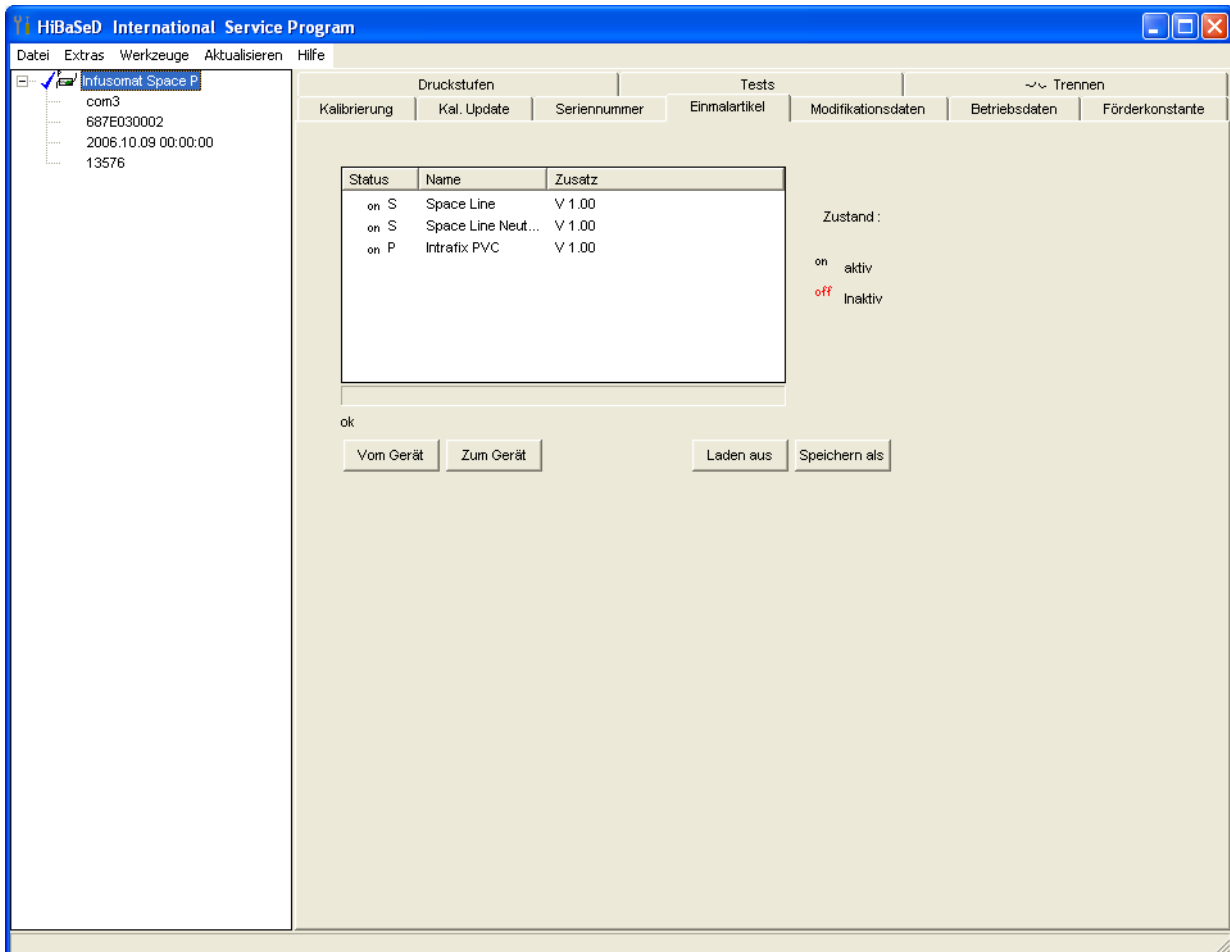 HiBaSeD International Service Program
Datei Extras Werkzeuge Aktualisieren Hilfe
Infusomat Space P
com3
687E030002
2006.10.09 00:00:00
13576
Druckstufen Tests Trennen
Kalibrierung Kal. Update Seriennummer Einmalartikel Modifikationsdaten Betriebsdaten Förderkonstante
Status Name Zusatz
on S Space Line V 1.00
on S Space Line Neut... V 1.00
on P Intrafix PVC V 1.00
Zustand :
on aktiv
off Inaktiv
ok
Vom Gerät Zum Gerät Laden aus Speichern als